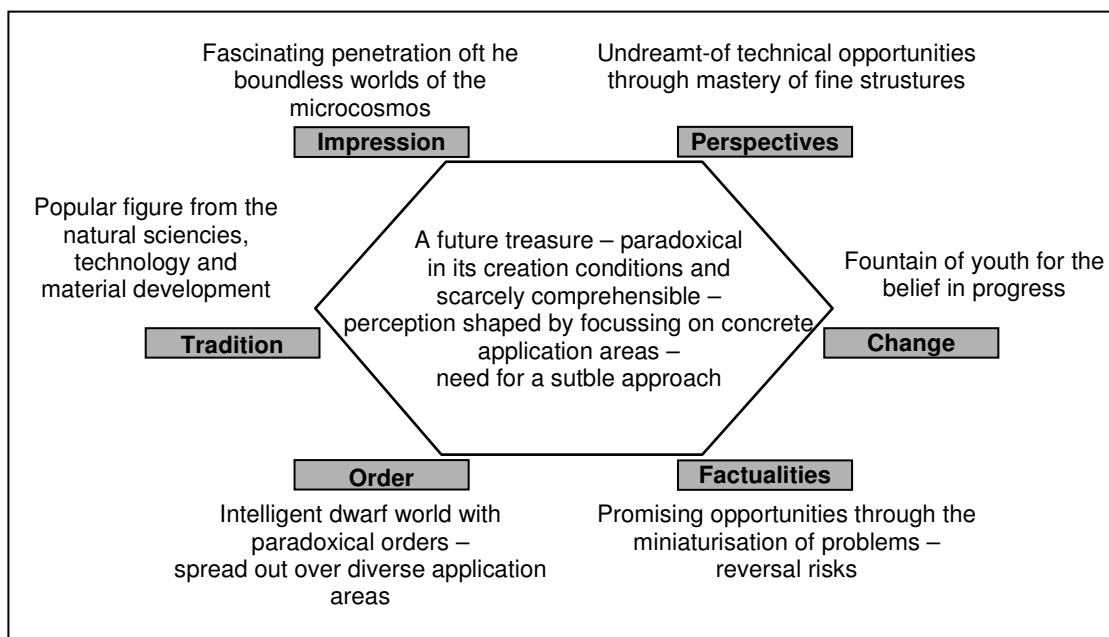 Fascinating penetration oft he
boundless worlds of the
microcosmos
Impression
Undreamt-of technical opportunities
through mastery of fine strustures
Perspectives
Popular figure from the
natural sciencies,
technology and
material development
Tradition
A future treasure – paradoxical
in its creation conditions and
scarcely comprehensible –
perception shaped by focussing on concrete
application areas –
need for a sutble approach
Fountain of youth for the
belief in progress
Change
Order
Intelligent dwarf world with
paradoxical orders –
spread out over diverse application
areas
Factualities
Promising opportunities through the
miniaturisation of problems –
reversal risks